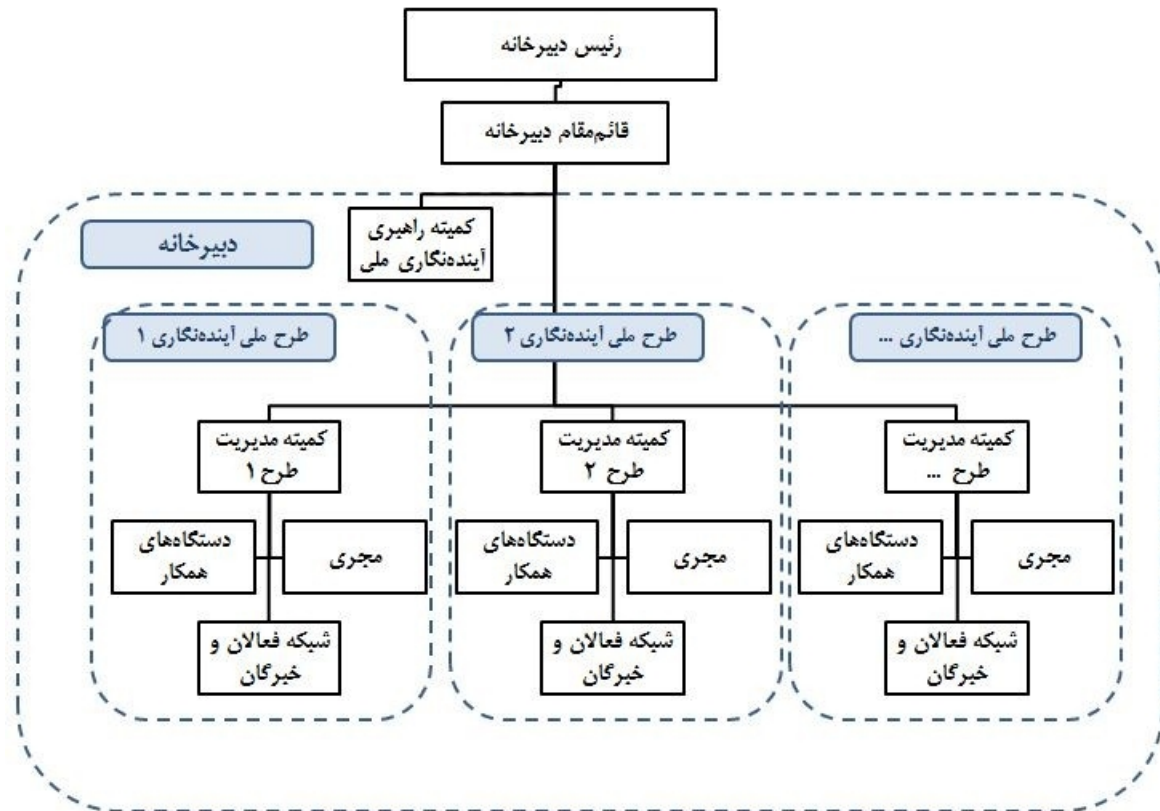 رئیس دبیرخانه
قائم‌مقام دبیرخانه
کمیته راهبری
آینده‌نگاری ملی
دبیرخانه
طرح ملی آینده‌نگاری ...
طرح ملی آینده‌نگاری ۲
طرح ملی آینده‌نگاری ۱
کمیته مدیریت
طرح ...
کمیته مدیریت
طرح ۲
کمیته مدیریت
طرح ۱
مجری
دستگاه‌های
همکار
مجری
دستگاه‌های
همکار
مجری
دستگاه‌های
همکار
شبکه فعالان و
خبرگان
شبکه فعالان و
خبرگان
شبکه فعالان و
خبرگان